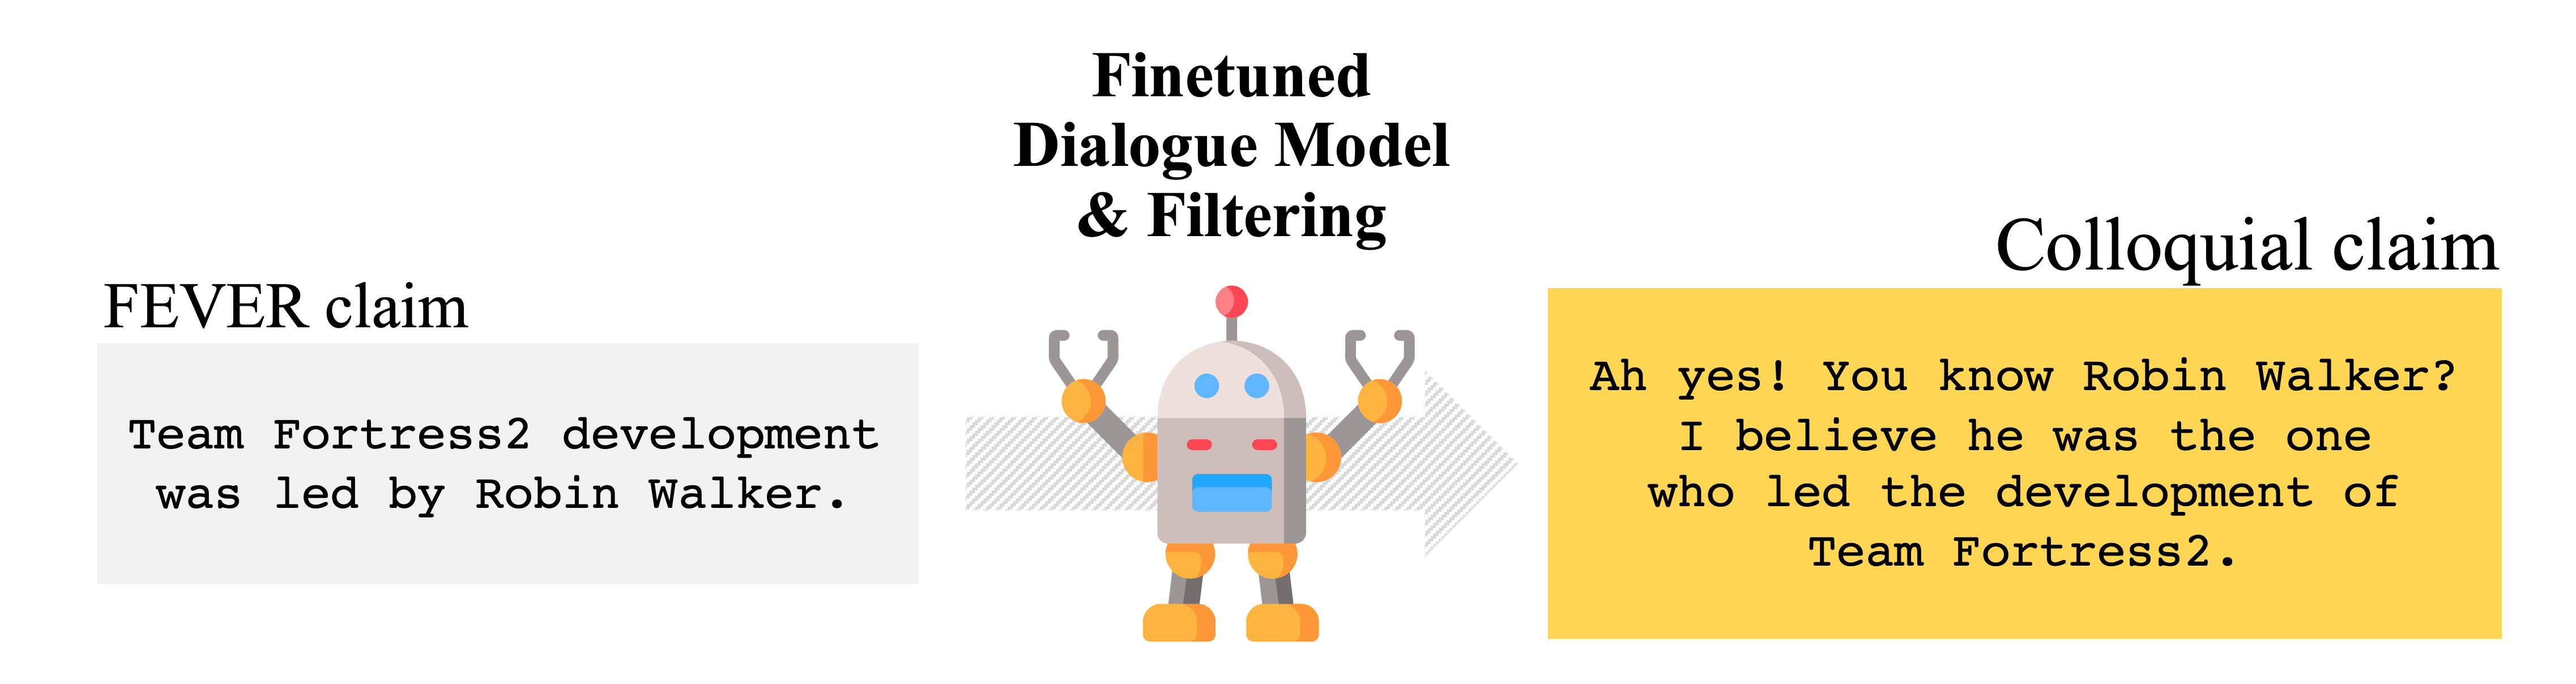 Finetuned
Dialogue Model
& Filtering
FEVER claim
Team Fortress2 development
was led by Robin Walker.
Colloquial claim
Ah yes! You know Robin Walker?
I believe he was the one
who led the development of
Team Fortress2.